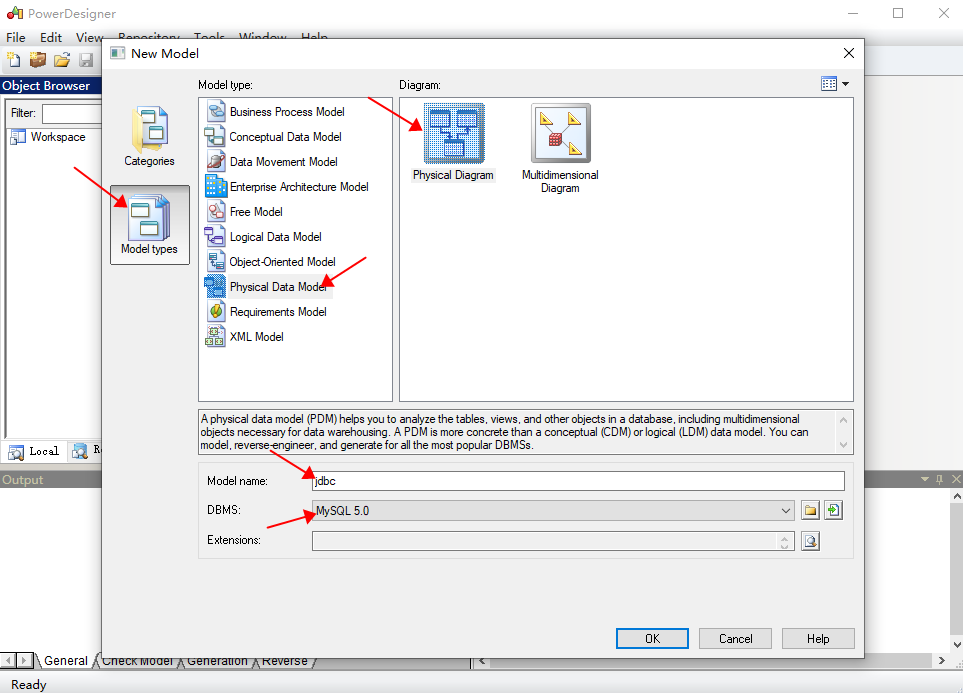 PowerDesigner
File Edit View Repository Tools Window Help
New Model
Object Browser
Filter:
Workspace
Local
Categories
Model types
Model type:
Business Process Model
Conceptual Data Model
Data Movement Model
Enterprise Architecture Model
Free Model
Logical Data Model
Object-Oriented Model
Physical Data Model
Requirements Model
XML Model
Diagram:
Physical Diagram
Multidimensional
Diagram
A physical data model (PDM) helps you to analyze the tables, views, and other objects in a database, including multidimensional
objects necessary for data warehousing. A PDM is more concrete than a conceptual (CDM) or logical (LDM) data model. You can
model, reverse-engineer, and generate for all the most popular DBMSs.
Model name: jdbc
DBMS: MySQL 5.0
Extensions:
OK Cancel Help
Output
General Check Model Generation Reverse
Ready